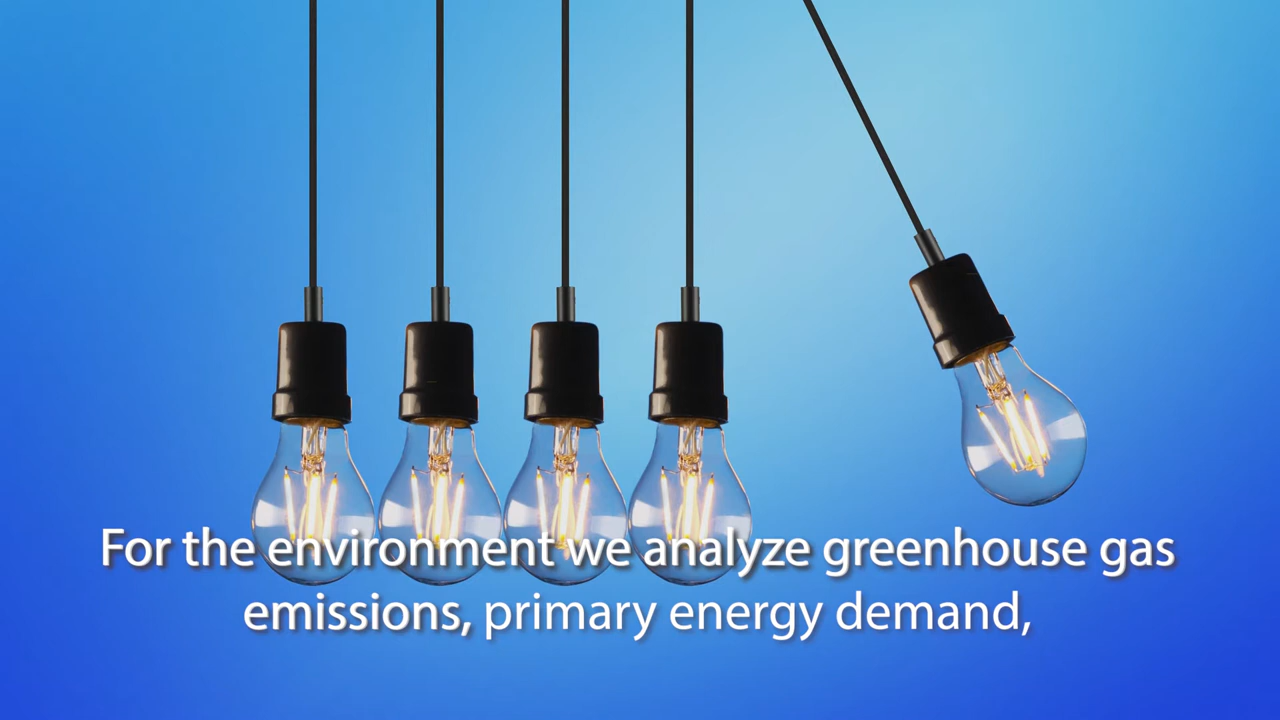 For the environment we analyze greenhouse gas
emissions, primary energy demand,